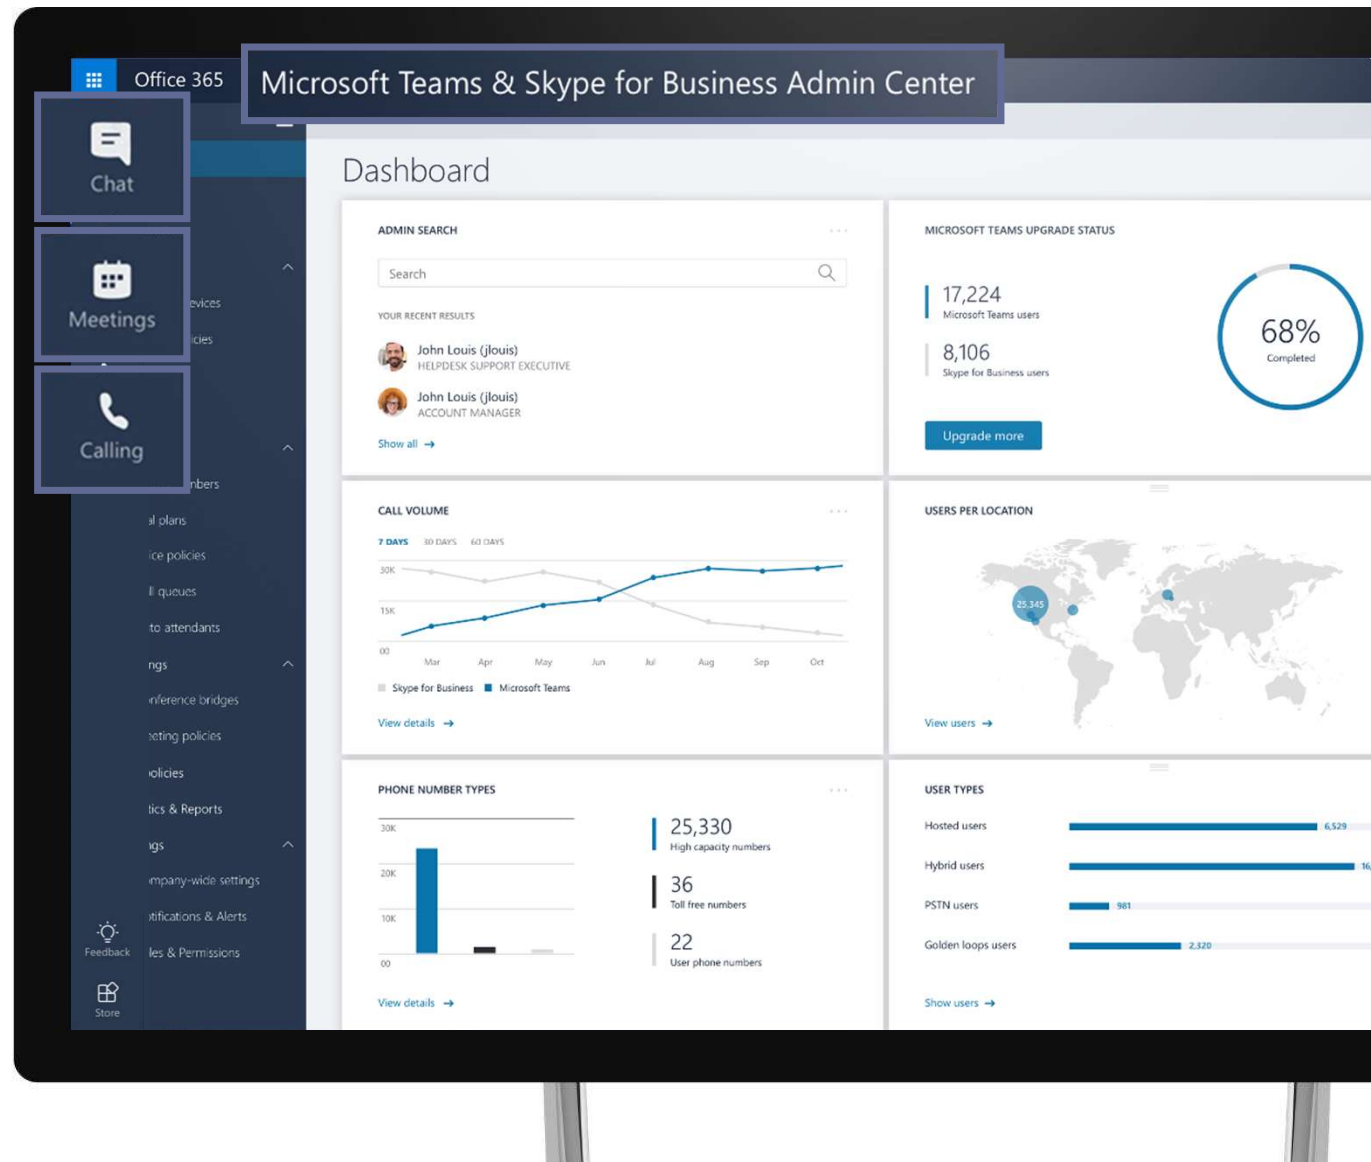 Office 365
Microsoft Teams & Skype for Business Admin Center
Chat
Meetings
Calling
evices
icies
nbers
al plans
ice policies
ll queues
to attendants
ngs
onference bridges
eeting policies
policies
tics & Reports
ngs
ompany-wide settings
otifications & Alerts
les & Permissions
Feedback
Store
Dashboard
ADMIN SEARCH
Search
YOUR RECENT RESULTS
John Louis (jlouis)
HELPDESK SUPPORT EXECUTIVE
John Louis (jlouis)
ACCOUNT MANAGER
Show all →
MICROSOFT TEAMS UPGRADE STATUS
17,224
Microsoft Teams users
8,106
Skype for Business users
68%
Completed
Upgrade more
CALL VOLUME
7 DAYS 30 DAYS 60 DAYS
30K
15K
00
Mar Apr May Jun Jul Aug Sep Oct
Skype for Business Microsoft Teams
View details →
USERS PER LOCATION
25,345
View users →
PHONE NUMBER TYPES
30K
20K
10K
00
25,330
High capacity numbers
36
Toll free numbers
22
User phone numbers
View details →
USER TYPES
Hosted users 6,529
Hybrid users 16,
PSTN users 981
Golden loops users 2,320
Show users →